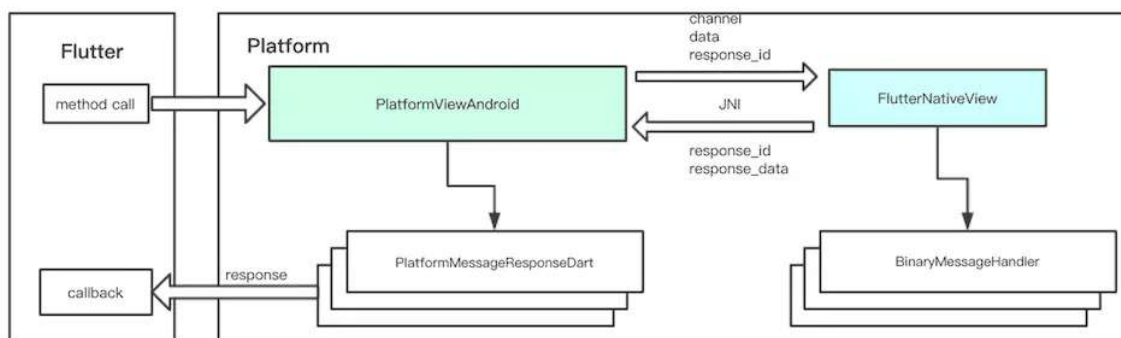 Flutter
Platform
channel
data
response_id
method call
PlatformViewAndroid
JNI
FlutterNativeView
response_id
response_data
PlatformMessageResponseDart
BinaryMessageHandler
response
callback